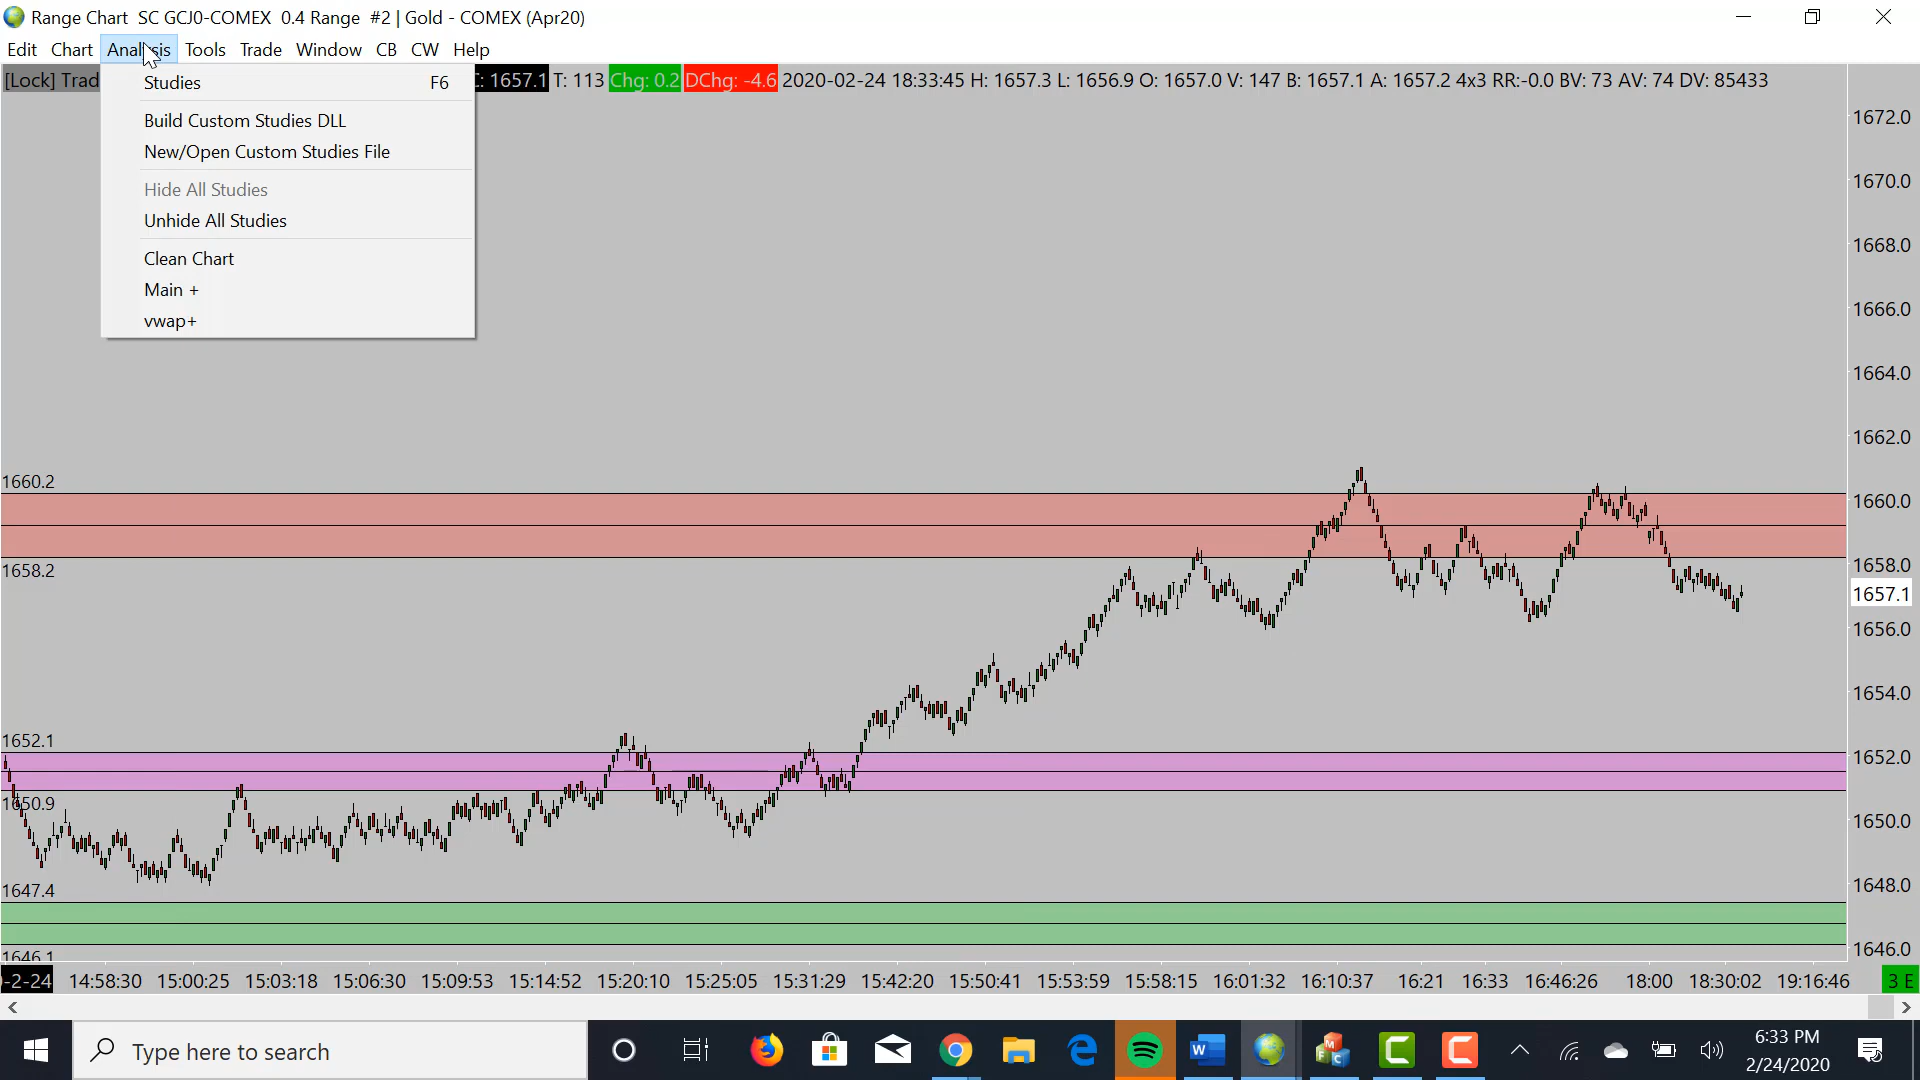 Range Chart SC GCJ0-COMEX 0.4 Range #2 | Gold - COMEX (Apr20)
Edit Chart Analysis Tools Trade Window CB CW Help
[Lock] Trad C: 1657.1 T: 113 Chg: 0.2 DChg: -4.6 2020-02-24 18:33:45 H: 1657.3 L: 1656.9 O: 1657.0 V: 147 B: 1657.1 A: 1657.2 4x3 RR:-0.0 BV: 73 AV: 74 DV: 85433
Studies F6
Build Custom Studies DLL
New/Open Custom Studies File
Hide All Studies
Unhide All Studies
Clean Chart
Main +
vwap+
1672.0
1670.0
1668.0
1666.0
1664.0
1662.0
1660.2
1660.0
1658.2
1658.0
1657.1
1656.0
1654.0
1652.1
1652.0
1650.9
1650.0
1647.4
1648.0
1646.1
1646.0
-2-24 14:58:30 15:00:25 15:03:18 15:06:30 15:09:53 15:14:52 15:20:10 15:25:05 15:31:29 15:42:20 15:50:41 15:53:59 15:58:15 16:01:32 16:10:37 16:21 16:33 16:46:26 18:00 18:30:02 19:16:46 3 E
Type here to search
6:33 PM
2/24/2020